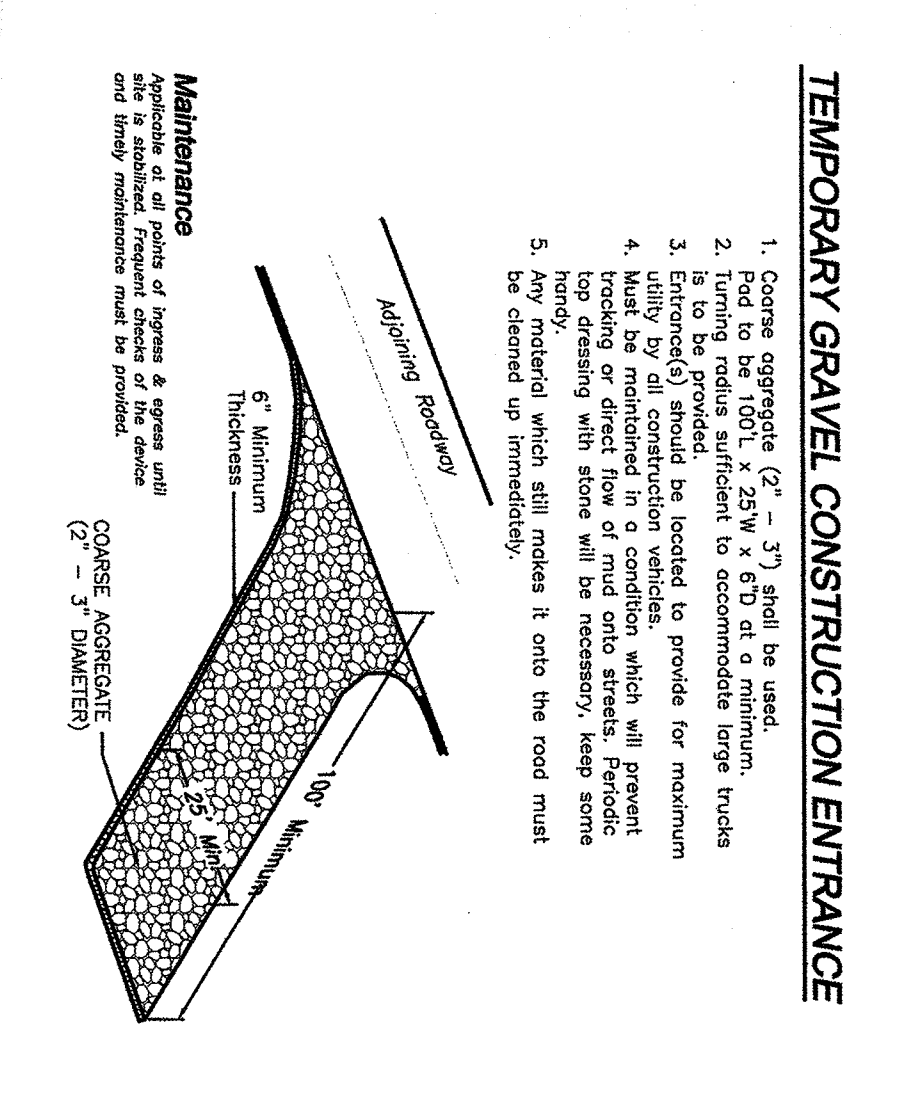 TEMPORARY GRAVEL CONSTRUCTION ENTRANCE
1. Coarse aggregate (2" – 3") shall be used.
Pad to be 100'L x 25'W x 6"D at a minimum.
2. Turning radius sufficient to accommodate large trucks
is to be provided.
3. Entrance(s) should be located to provide for maximum
utility by all construction vehicles.
4. Must be maintained in a condition which will prevent
tracking or direct flow of mud onto streets. Periodic
top dressing with stone will be necessary, keep some
handy.
5. Any material which still makes it onto the road must
be cleaned up immediately.
Adjoining Roadway
6" Minimum
Thickness
100' Minimum
25' Min.
COARSE AGGREGATE
(2" – 3" DIAMETER)
Maintenance
Applicable at all points of ingress & egress until
site is stabilized. Frequent checks of the device
and timely maintenance must be provided.